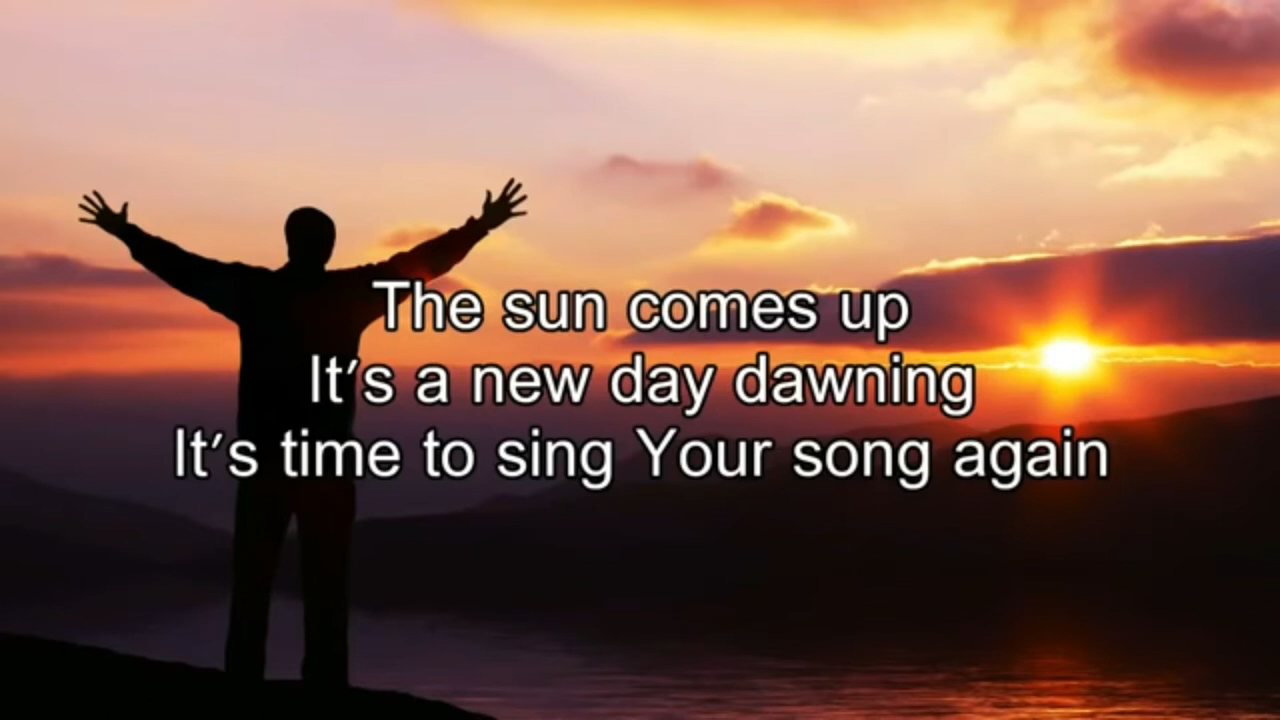 The sun comes up
It's a new day dawning
It's time to sing Your song again